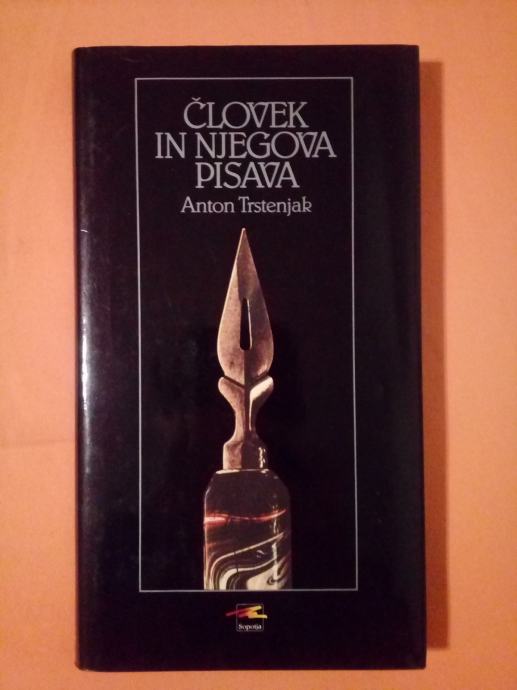 ČLOVEK
IN NJEGOVA
PISAVA
Anton Trstenjak
Sopotja